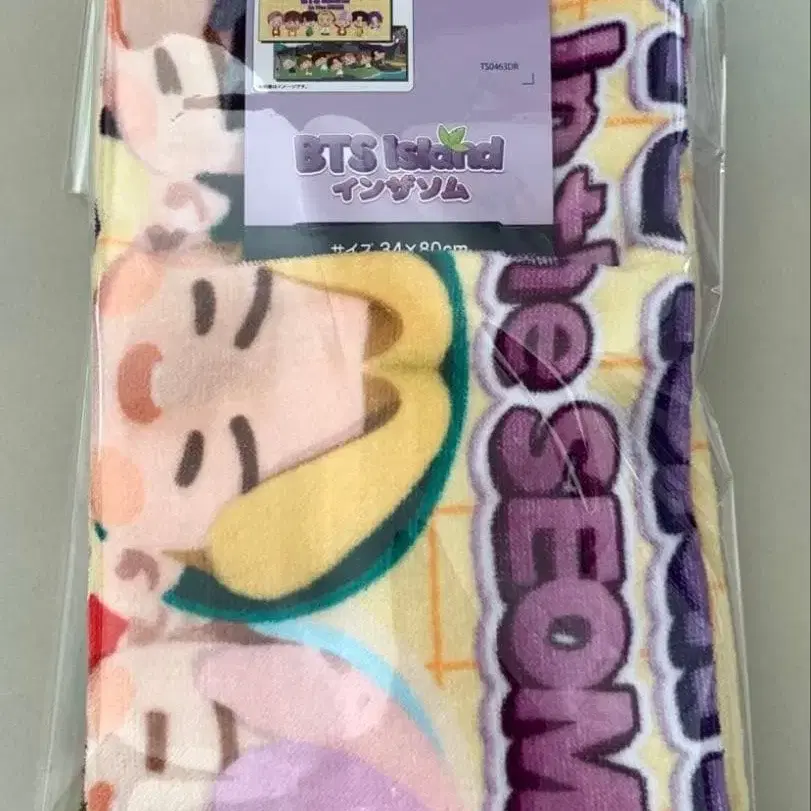 TS0463DR
BTS Island
インザソム
サイズ 34×80cm
In the SEOM